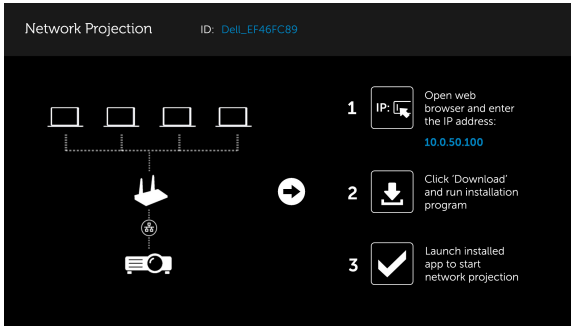 Network Projection
ID: Dell_EF46FC89
1
IP:
Open web
browser and enter
the IP address:
10.0.50.100
2
Click ‘Download’
and run installation
program
3
Launch installed
app to start
network projection